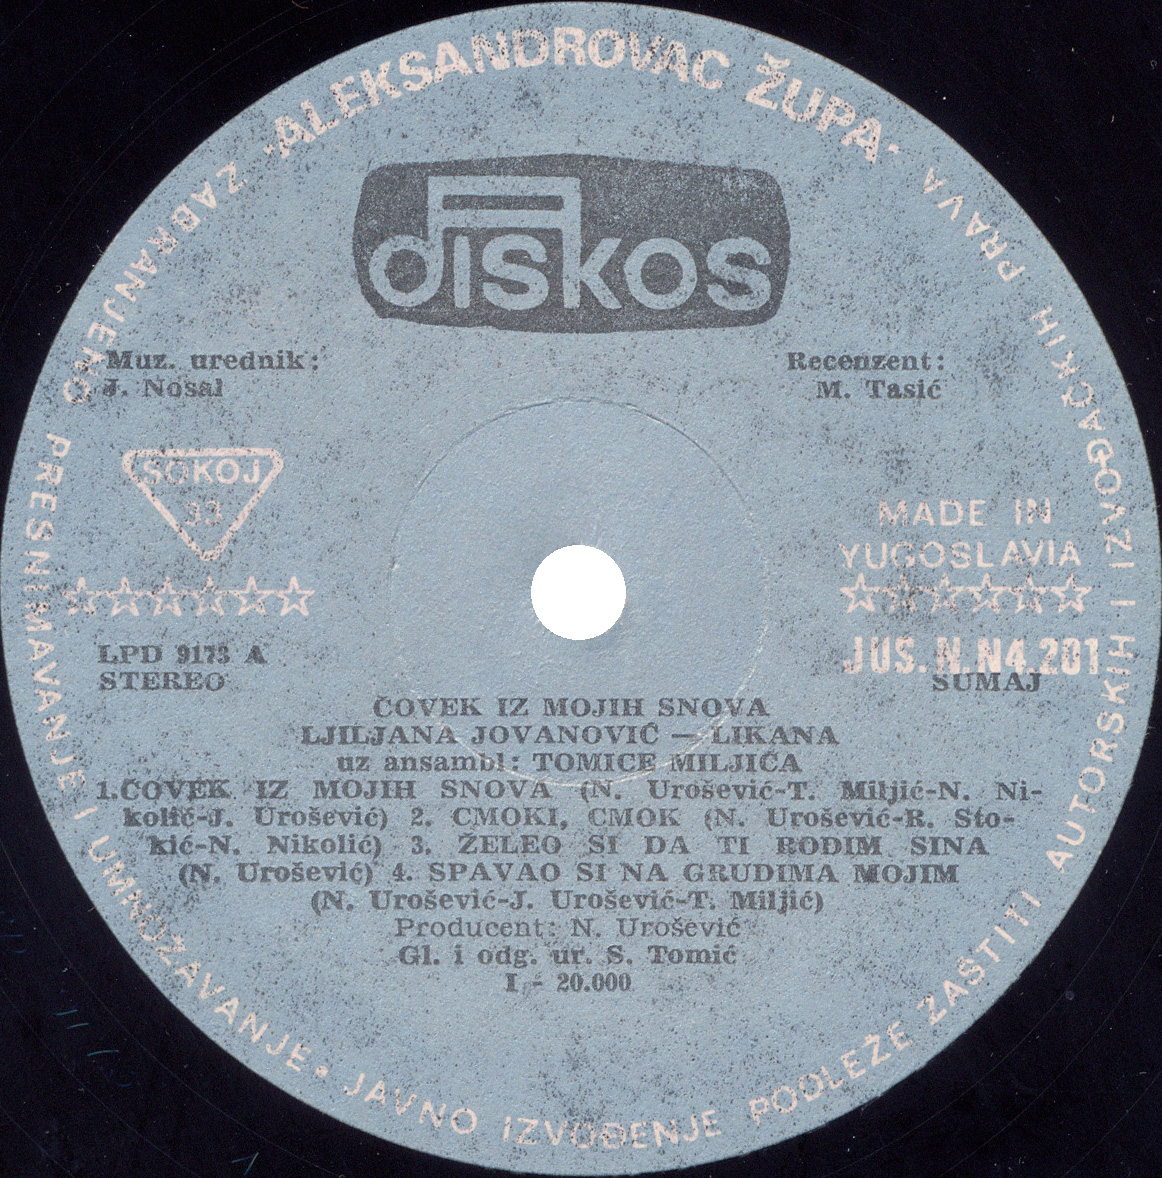 "ALEKSANDROVAC ŽUPA"
ZABRANJENO PRESNIMAVANJE I UMNOŽAVANJE • JAVNO IZVOĐENJE PODLEŽE ZAŠTITI AUTORSKIH I IZVOĐAČKIH PRAVA
DISKOS
Muz. urednik:
J. Nosal
Recenzent:
M. Tasić
SOKOJ
33
MADE IN
YUGOSLAVIA
JUS.N.N4.201
LPD 9173 A
STEREO
SUMAJ
ČOVEK IZ MOJIH SNOVA
LJILJANA JOVANOVIĆ — LIKANA
uz ansambl: TOMICE MILJIĆA
1.ČOVEK IZ MOJIH SNOVA (N. Urošević-T. Miljić-N. Ni-
kolić-J. Urošević) 2. CMOKI, CMOK (N. Urošević-R. Sto-
kić-N. Nikolić) 3. ŽELEO SI DA TI RODIM SINA
(N. Urošević) 4. SPAVAO SI NA GRUDIMA MOJIM
(N. Urošević-J. Urošević-T. Miljić)
Producent: N. Urošević
Gl. i odg. ur. S. Tomić
I - 20.000